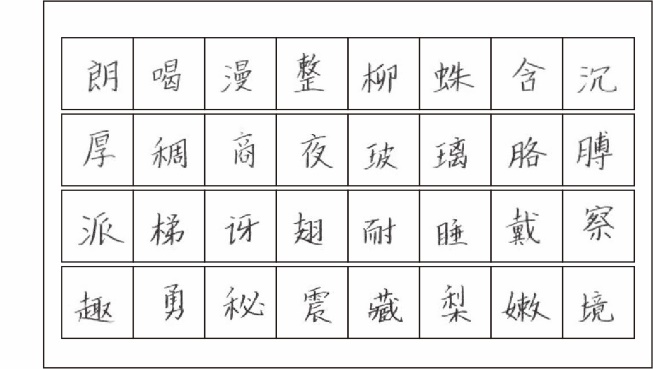 朗喝漫整柳蛛含沉
厚稠商夜玻璃胳膊
派梯讶翅耐睡戴察
趣勇秘震藏梨嫩境